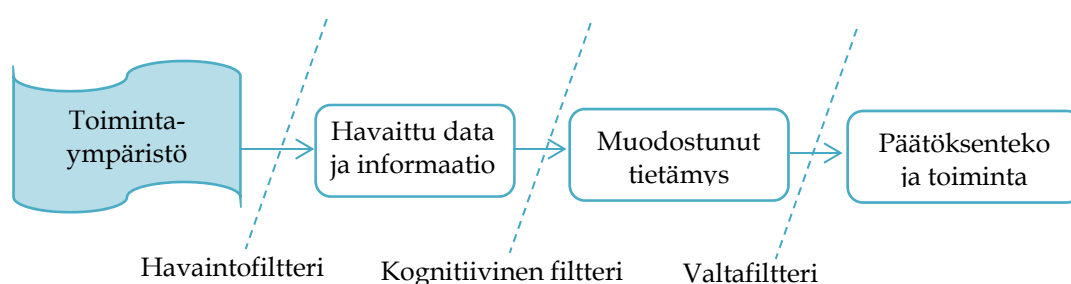 Toiminta-
ympäristö
Havaittu data
ja informaatio
Muodostunut
tietämys
Päätöksenteko
ja toiminta
Havaintofiltteri
Kognitiivinen filtteri
Valtafiltteri